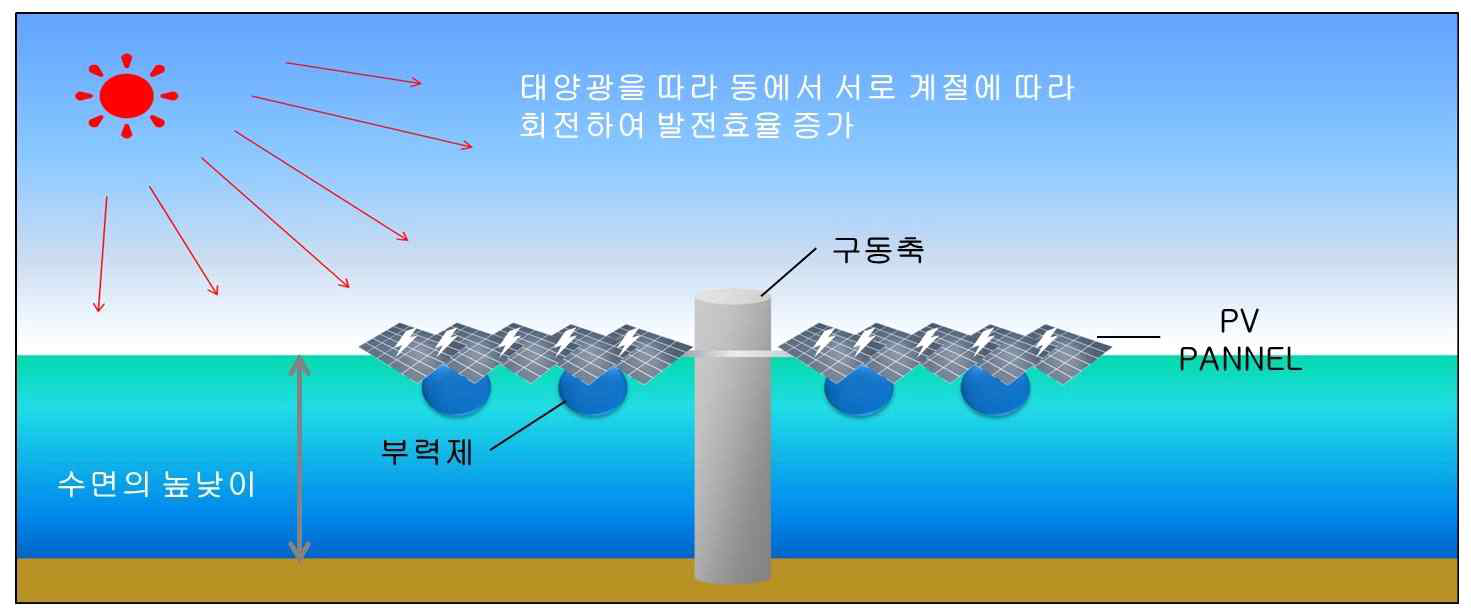 태양광을 따라 동에서 서로 계절에 따라
회전하여 발전효율 증가
구동축
PV
PANNEL
부력제
수면의 높낮이